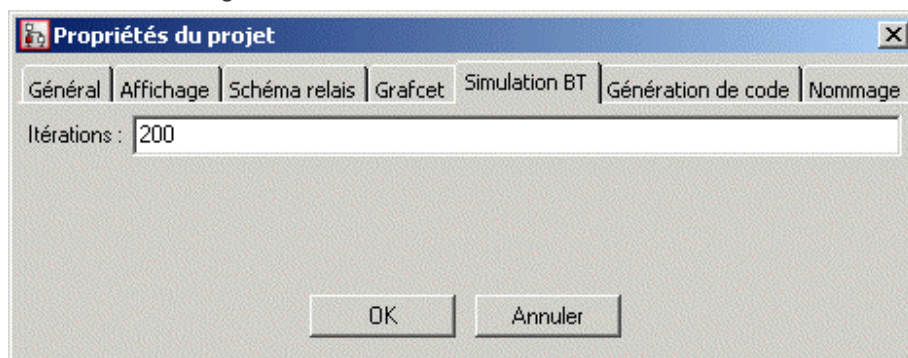 Propriétés du projet
Général Affichage Schéma relais Grafcet Simulation BT Génération de code Nommage
Itérations : 200
OK Annuler